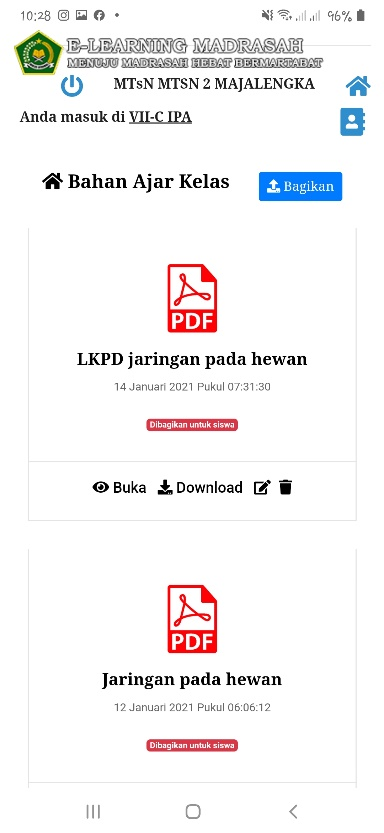 10:28
96%
E-LEARNING MADRASAH
MENUJU MADRASAH HEBAT BERMARTABAT
MTsN MTSN 2 MAJALENGKA
Anda masuk di VII-C IPA
Bahan Ajar Kelas
Bagikan
PDF
LKPD jaringan pada hewan
14 Januari 2021 Pukul 07:31:30
Dibagikan untuk siswa
Buka Download
PDF
Jaringan pada hewan
12 Januari 2021 Pukul 06:06:12
Dibagikan untuk siswa